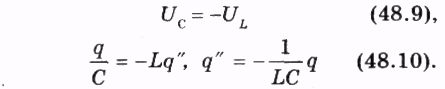 U_C = −U_L (48.9),
q/C = −Lq″, q″ = −(1/LC)q (48.10).